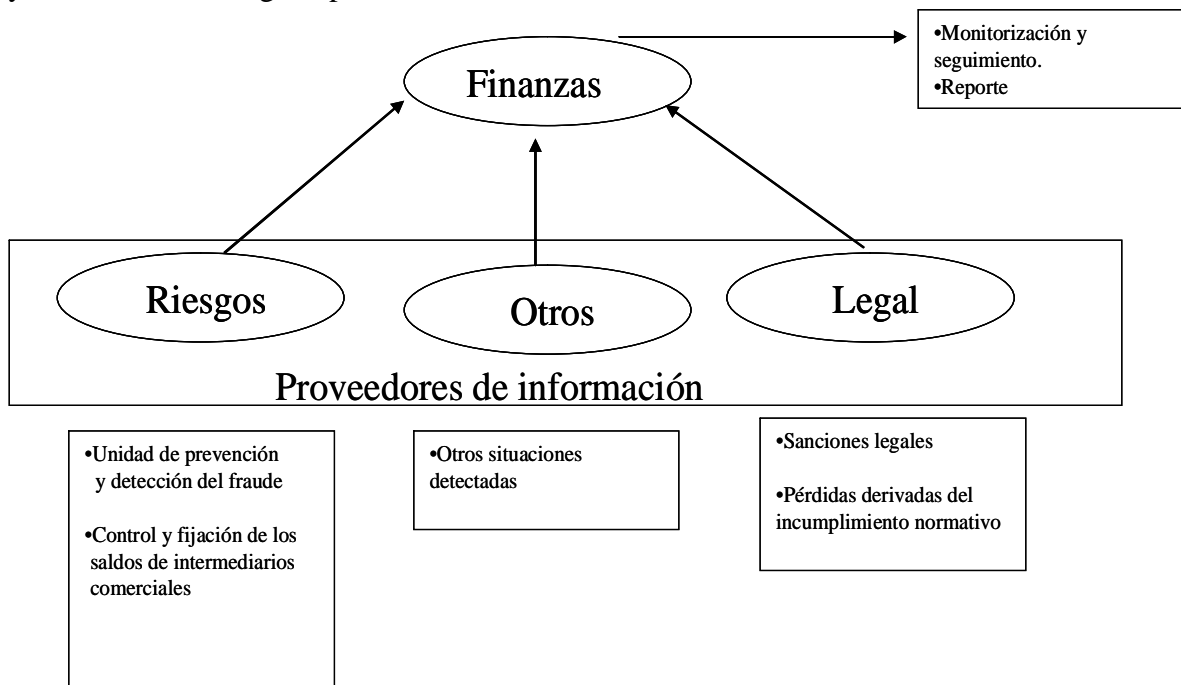 •Monitorización y
seguimiento.
•Reporte
Finanzas
Riesgos
Otros
Legal
Proveedores de información
•Unidad de prevención
y detección del fraude
•Control y fijación de los
saldos de intermediarios
comerciales
•Otros situaciones
detectadas
•Sanciones legales
•Pérdidas derivadas del
incumplimiento normativo